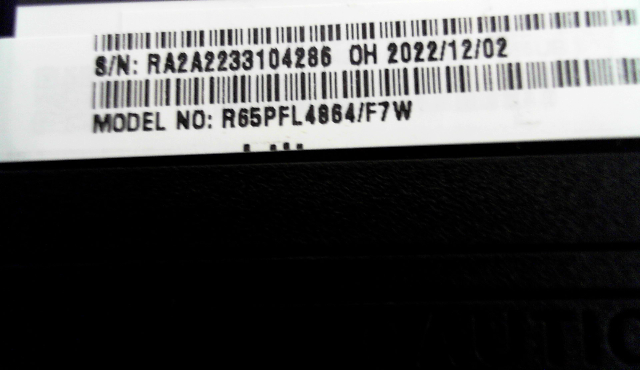 S/N: RA2A2233104286 OH 2022/12/02
MODEL NO: R65PFL4864/F7W